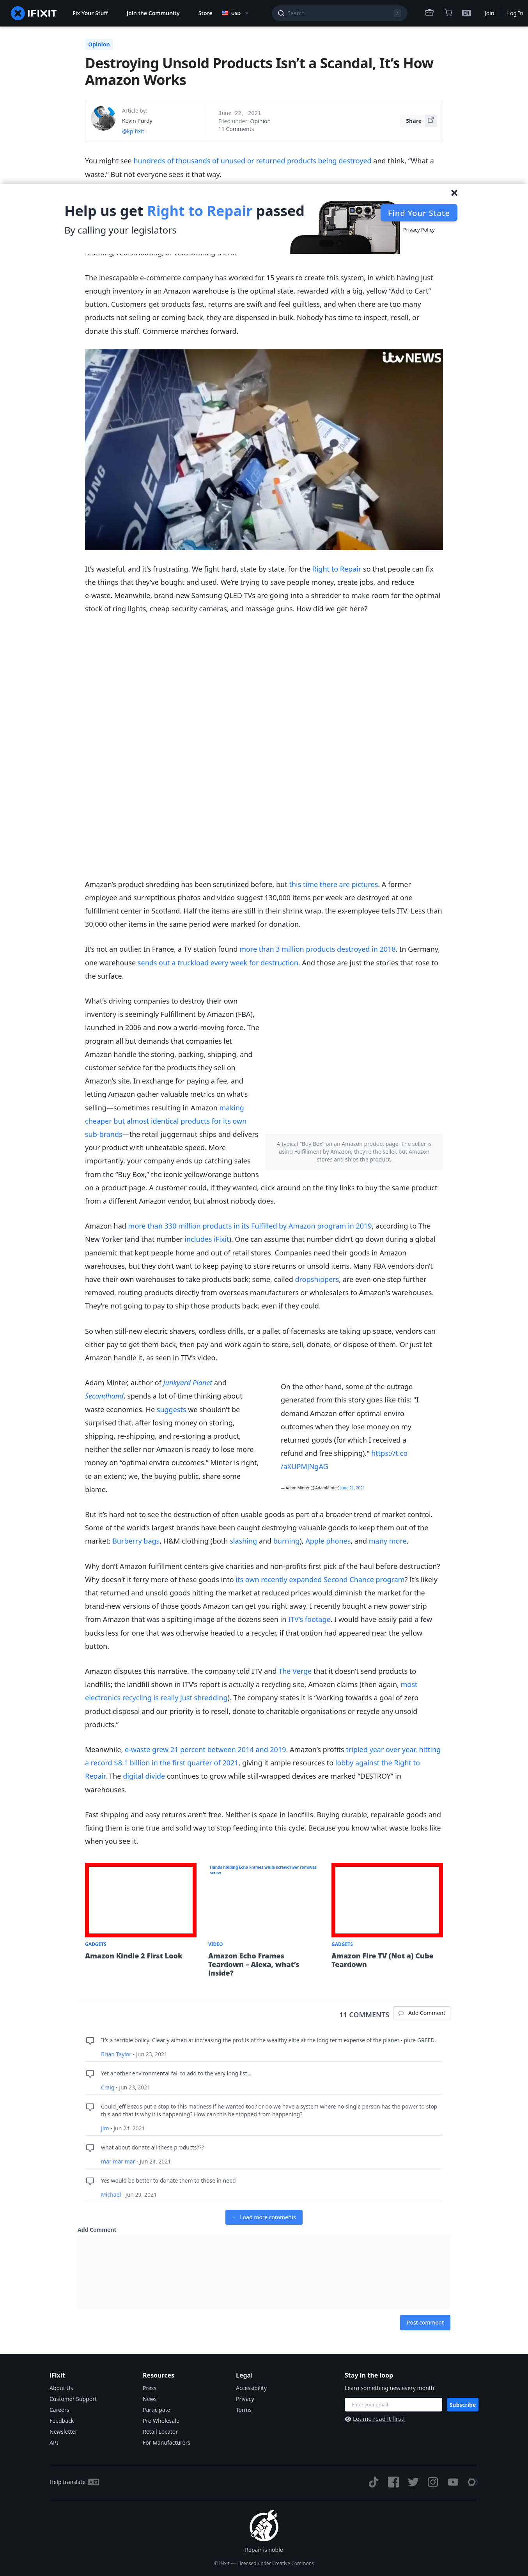 IFIXIT
Fix Your Stuff
Join the Community
Store
USD
Search
/
EN
Join
Log In
Opinion
Destroying Unsold Products Isn’t a Scandal, It’s How
Amazon Works
Article by:
Kevin Purdy
@kpifixit
June 22, 2021
Filed under: Opinion
11 Comments
Share
You might see hundreds of thousands of unused or returned products being destroyed and think, “What a
waste.” But not everyone sees it that way.
Help us get Right to Repair passed
By calling your legislators
Find Your State
Privacy Policy
reselling, redistributing, or refurbishing them.
The inescapable e-commerce company has worked for 15 years to create this system, in which having just
enough inventory in an Amazon warehouse is the optimal state, rewarded with a big, yellow “Add to Cart”
button. Customers get products fast, returns are swift and feel guiltless, and when there are too many
products not selling or coming back, they are dispensed in bulk. Nobody has time to inspect, resell, or
donate this stuff. Commerce marches forward.
itv NEWS
SAMSUNG
QLED
It’s wasteful, and it’s frustrating. We fight hard, state by state, for the Right to Repair so that people can fix
the things that they’ve bought and used. We’re trying to save people money, create jobs, and reduce
e-waste. Meanwhile, brand-new Samsung QLED TVs are going into a shredder to make room for the optimal
stock of ring lights, cheap security cameras, and massage guns. How did we get here?
Amazon’s product shredding has been scrutinized before, but this time there are pictures. A former
employee and surreptitious photos and video suggest 130,000 items per week are destroyed at one
fulfillment center in Scotland. Half the items are still in their shrink wrap, the ex-employee tells ITV. Less than
30,000 other items in the same period were marked for donation.
It’s not an outlier. In France, a TV station found more than 3 million products destroyed in 2018. In Germany,
one warehouse sends out a truckload every week for destruction. And those are just the stories that rose to
the surface.
What’s driving companies to destroy their own
inventory is seemingly Fulfillment by Amazon (FBA),
launched in 2006 and now a world-moving force. The
program all but demands that companies let
Amazon handle the storing, packing, shipping, and
customer service for the products they sell on
Amazon’s site. In exchange for paying a fee, and
letting Amazon gather valuable metrics on what’s
selling—sometimes resulting in Amazon making
cheaper but almost identical products for its own
sub-brands—the retail juggernaut ships and delivers
your product with unbeatable speed. More
importantly, your company ends up catching sales
from the “Buy Box,” the iconic yellow/orange buttons
on a product page. A customer could, if they wanted, click around on the tiny links to buy the same product
from a different Amazon vendor, but almost nobody does.
A typical “Buy Box” on an Amazon product page. The seller is
using Fulfillment by Amazon; they’re the seller, but Amazon
stores and ships the product.
Amazon had more than 330 million products in its Fulfilled by Amazon program in 2019, according to The
New Yorker (and that number includes iFixit). One can assume that number didn’t go down during a global
pandemic that kept people home and out of retail stores. Companies need their goods in Amazon
warehouses, but they don’t want to keep paying to store returns or unsold items. Many FBA vendors don’t
have their own warehouses to take products back; some, called dropshippers, are even one step further
removed, routing products directly from overseas manufacturers or wholesalers to Amazon’s warehouses.
They’re not going to pay to ship those products back, even if they could.
So when still-new electric shavers, cordless drills, or a pallet of facemasks are taking up space, vendors can
either pay to get them back, then pay and work again to store, sell, donate, or dispose of them. Or just let
Amazon handle it, as seen in ITV’s video.
Adam Minter, author of Junkyard Planet and
Secondhand, spends a lot of time thinking about
waste economies. He suggests we shouldn’t be
surprised that, after losing money on storing,
shipping, re-shipping, and re-storing a product,
neither the seller nor Amazon is ready to lose more
money on “optimal enviro outcomes.” Minter is right,
to an extent; we, the buying public, share some
blame.
On the other hand, some of the outrage
generated from this story goes like this: “I
demand Amazon offer optimal enviro
outcomes when they lose money on my
returned goods (for which I received a
refund and free shipping).” https://t.co
/aXUPMJNgAG
— Adam Minter (@AdamMinter) June 21, 2021
But it’s hard not to see the destruction of often usable goods as part of a broader trend of market control.
Some of the world’s largest brands have been caught destroying valuable goods to keep them out of the
market: Burberry bags, H&M clothing (both slashing and burning), Apple phones, and many more.
Why don’t Amazon fulfillment centers give charities and non-profits first pick of the haul before destruction?
Why doesn’t it ferry more of these goods into its own recently expanded Second Chance program? It’s likely
that returned and unsold goods hitting the market at reduced prices would diminish the market for the
brand-new versions of those goods Amazon can get you right away. I recently bought a new power strip
from Amazon that was a spitting image of the dozens seen in ITV’s footage. I would have easily paid a few
bucks less for one that was otherwise headed to a recycler, if that option had appeared near the yellow
button.
Amazon disputes this narrative. The company told ITV and The Verge that it doesn’t send products to
landfills; the landfill shown in ITV’s report is actually a recycling site, Amazon claims (then again, most
electronics recycling is really just shredding). The company states it is “working towards a goal of zero
product disposal and our priority is to resell, donate to charitable organisations or recycle any unsold
products.”
Meanwhile, e-waste grew 21 percent between 2014 and 2019. Amazon’s profits tripled year over year, hitting
a record $8.1 billion in the first quarter of 2021, giving it ample resources to lobby against the Right to
Repair. The digital divide continues to grow while still-wrapped devices are marked “DESTROY” in
warehouses.
Fast shipping and easy returns aren’t free. Neither is space in landfills. Buying durable, repairable goods and
fixing them is one true and solid way to stop feeding into this cycle. Because you know what waste looks like
when you see it.
Hands holding Echo Frames while screwdriver removes
screw
GADGETS
Amazon Kindle 2 First Look
VIDEO
Amazon Echo Frames
Teardown – Alexa, what’s
Inside?
GADGETS
Amazon Fire TV (Not a) Cube
Teardown
11 COMMENTS
Add Comment
It’s a terrible policy. Clearly aimed at increasing the profits of the wealthy elite at the long term expense of the planet - pure GREED.
Brian Taylor - Jun 23, 2021
Yet another environmental fail to add to the very long list…
Craig - Jun 23, 2021
Could Jeff Bezos put a stop to this madness if he wanted too? or do we have a system where no single person has the power to stop
this and that is why it is happening? How can this be stopped from happening?
Jim - Jun 24, 2021
what about donate all these products???
mar mar mar - Jun 24, 2021
Yes would be better to donate them to those in need
Michael - Jun 29, 2021
Load more comments
Add Comment
Post comment
iFixit
About Us
Customer Support
Careers
Feedback
Newsletter
API
Resources
Press
News
Participate
Pro Wholesale
Retail Locator
For Manufacturers
Legal
Accessibility
Privacy
Terms
Stay in the loop
Learn something new every month!
Enter your email
Subscribe
Let me read it first!
Help translate
Repair is noble
© iFixit — Licensed under Creative Commons